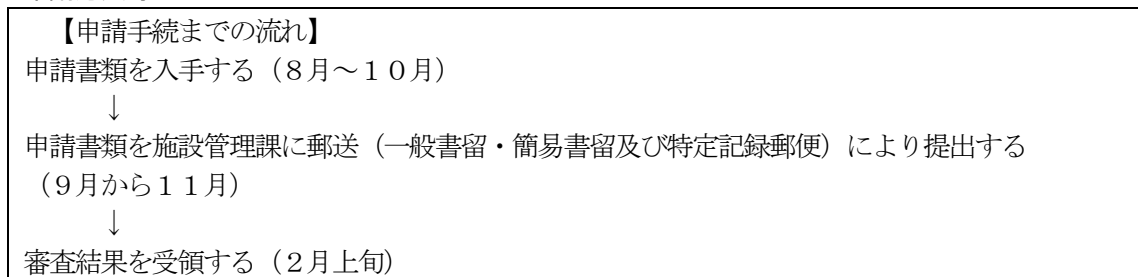 【申請手続までの流れ】
申請書類を入手する（８月～１０月）
↓
申請書類を施設管理課に郵送（一般書留・簡易書留及び特定記録郵便）により提出する
（９月から１１月）
↓
審査結果を受領する（２月上旬）